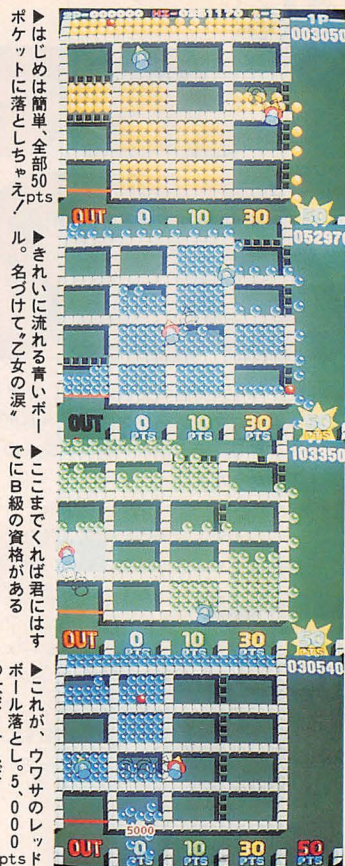 ▶はじめは簡単、全部50pts
ポケットに落としちゃえ!
▶きれいに流れる青いボー
ル。名づけて〝乙女の涙〟
▶ここまでくれば君にはす
でにB級の資格がある
▶これが、ウワサのレッド
ボール落とし。5、000
pts
2P-000000 HI-
1P
003050
OUT 0 10 30 50
052970
OUT 0 10 30 50
PTS PTS PTS PTS
103350
OUT 0 10 30 50
PTS PTS PTS PTS
030540
5000
OUT 0 10 30 50
PTS PTS PTS PTS